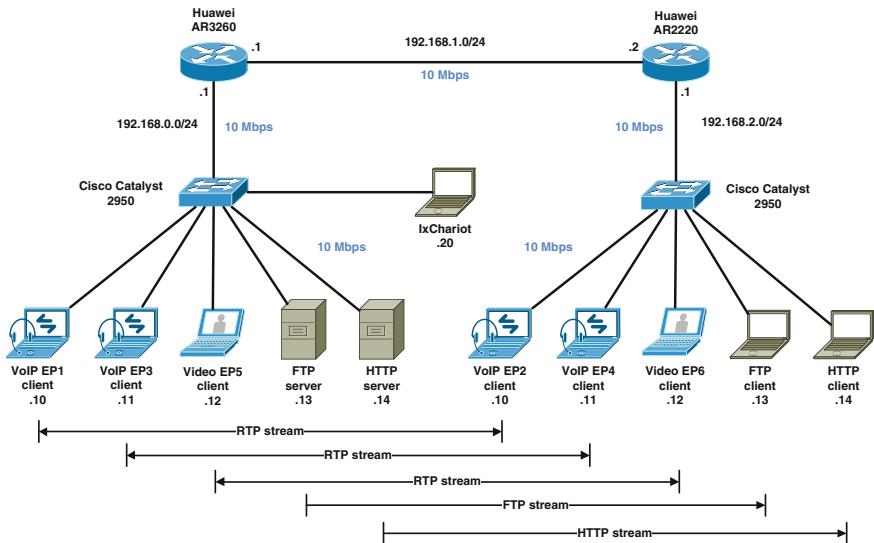 Huawei
AR3260
Huawei
AR2220
.1
192.168.1.0/24
.2
10 Mbps
.1
.1
192.168.0.0/24
10 Mbps
10 Mbps
192.168.2.0/24
Cisco Catalyst
2950
Cisco Catalyst
2950
IxChariot
.20
10 Mbps
10 Mbps
VoIP EP1
client
.10
VoIP EP3
client
.11
Video EP5
client
.12
FTP
server
.13
HTTP
server
.14
VoIP EP2
client
.10
VoIP EP4
client
.11
Video EP6
client
.12
FTP
client
.13
HTTP
client
.14
RTP stream
RTP stream
RTP stream
FTP stream
HTTP stream